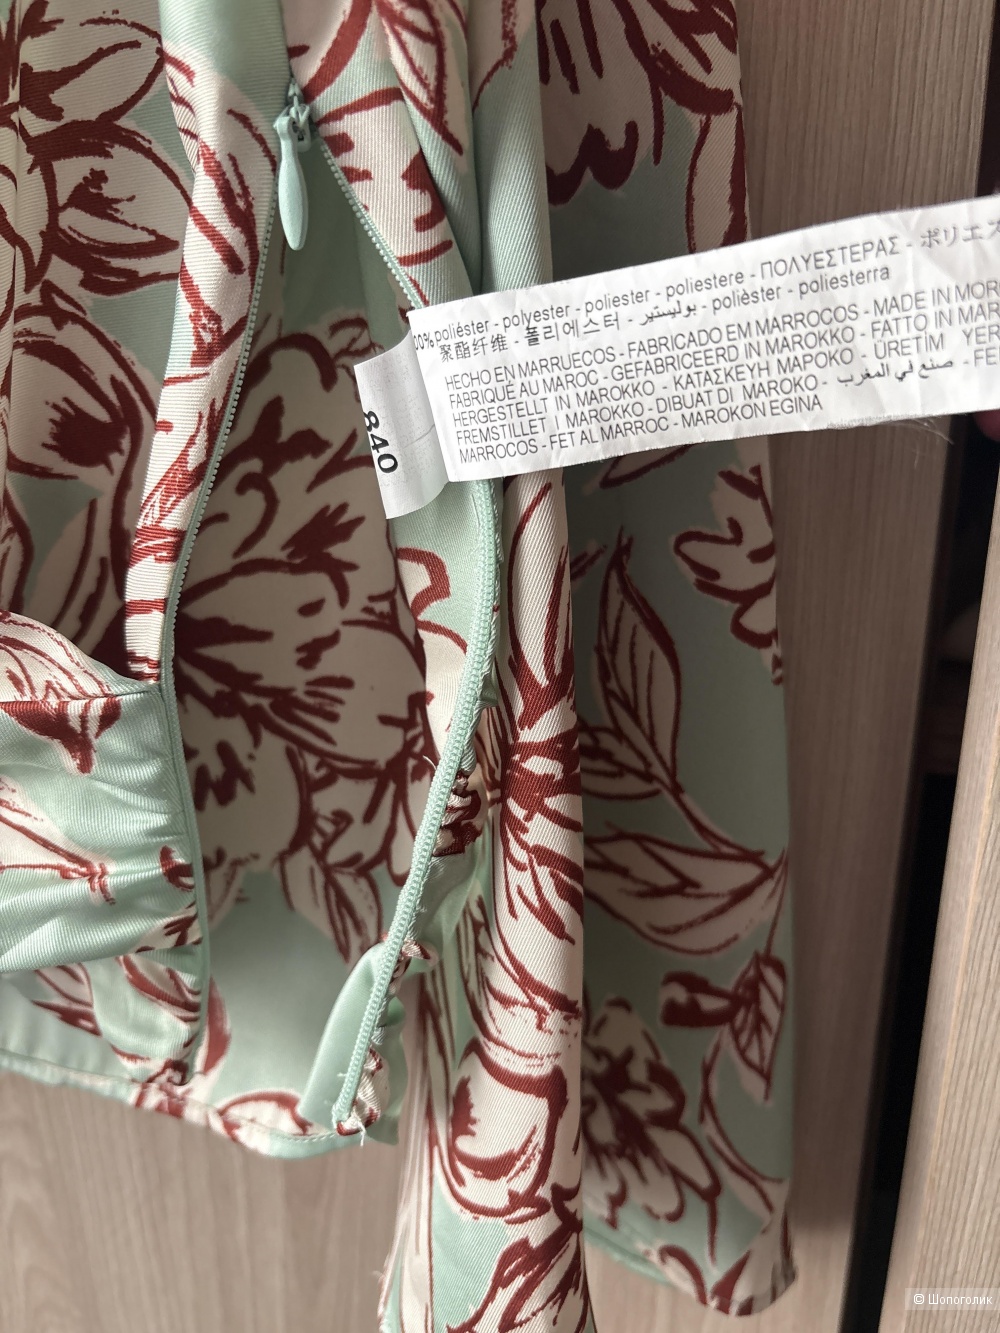 00% poliéster - polyester - poliester - poliestere - ΠΟΛΥΕΣΤΕΡΑΣ - ポリエス
聚酯纤维 - 폴리에스터 - بوليستير - polièster - poliesterra
HECHO EN MARRUECOS - FABRICADO EM MARROCOS - MADE IN MOR
FABRIQUÉ AU MAROC - GEFABRICEERD IN MAROKKO - FATTO IN MAR
HERGESTELLT IN MAROKKO - ΚΑΤΑΣΚΕΥΗ ΜΑΡΟΚΟ - ÜRETİM YER
FREMSTILLET I MAROKKO - DIBUAT DI MAROKO - صنع في المغرب - FE
MARROCOS - FET AL MARROC - MAROKON EGINA
840
© Шопоголик